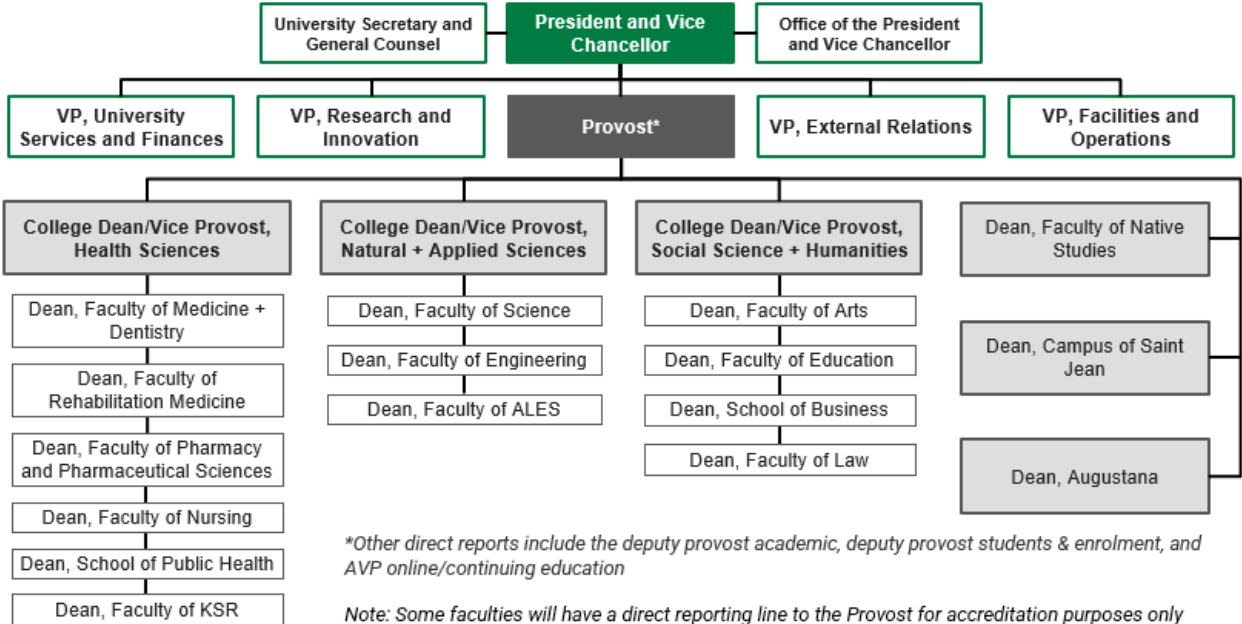 University Secretary and
General Counsel
President and Vice
Chancellor
Office of the President
and Vice Chancellor
VP, University
Services and Finances
VP, Research and
Innovation
Provost*
VP, External Relations
VP, Facilities and
Operations
College Dean/Vice Provost,
Health Sciences
Dean, Faculty of Medicine +
Dentistry
Dean, Faculty of
Rehabilitation Medicine
Dean, Faculty of Pharmacy
and Pharmaceutical Sciences
Dean, Faculty of Nursing
Dean, School of Public Health
Dean, Faculty of KSR
College Dean/Vice Provost,
Natural + Applied Sciences
Dean, Faculty of Science
Dean, Faculty of Engineering
Dean, Faculty of ALES
College Dean/Vice Provost,
Social Science + Humanities
Dean, Faculty of Arts
Dean, Faculty of Education
Dean, School of Business
Dean, Faculty of Law
Dean, Faculty of Native
Studies
Dean, Campus of Saint
Jean
Dean, Augustana
*Other direct reports include the deputy provost academic, deputy provost students & enrolment, and
AVP online/continuing education
Note: Some faculties will have a direct reporting line to the Provost for accreditation purposes only